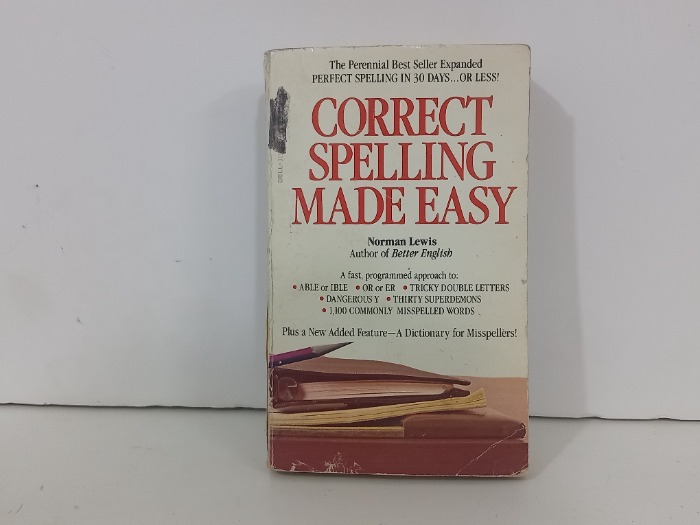 The Perennial Best Seller Expanded
PERFECT SPELLING IN 30 DAYS...OR LESS!
CORRECT
SPELLING
MADE EASY
Norman Lewis
Author of Better English
A fast, programmed approach to:
• ABLE or IBLE • OR or ER • TRICKY DOUBLE LETTERS
• DANGEROUS Y • THIRTY SUPERDEMONS
• 1,100 COMMONLY MISSPELLED WORDS
Plus a New Added Feature—A Dictionary for Misspellers!